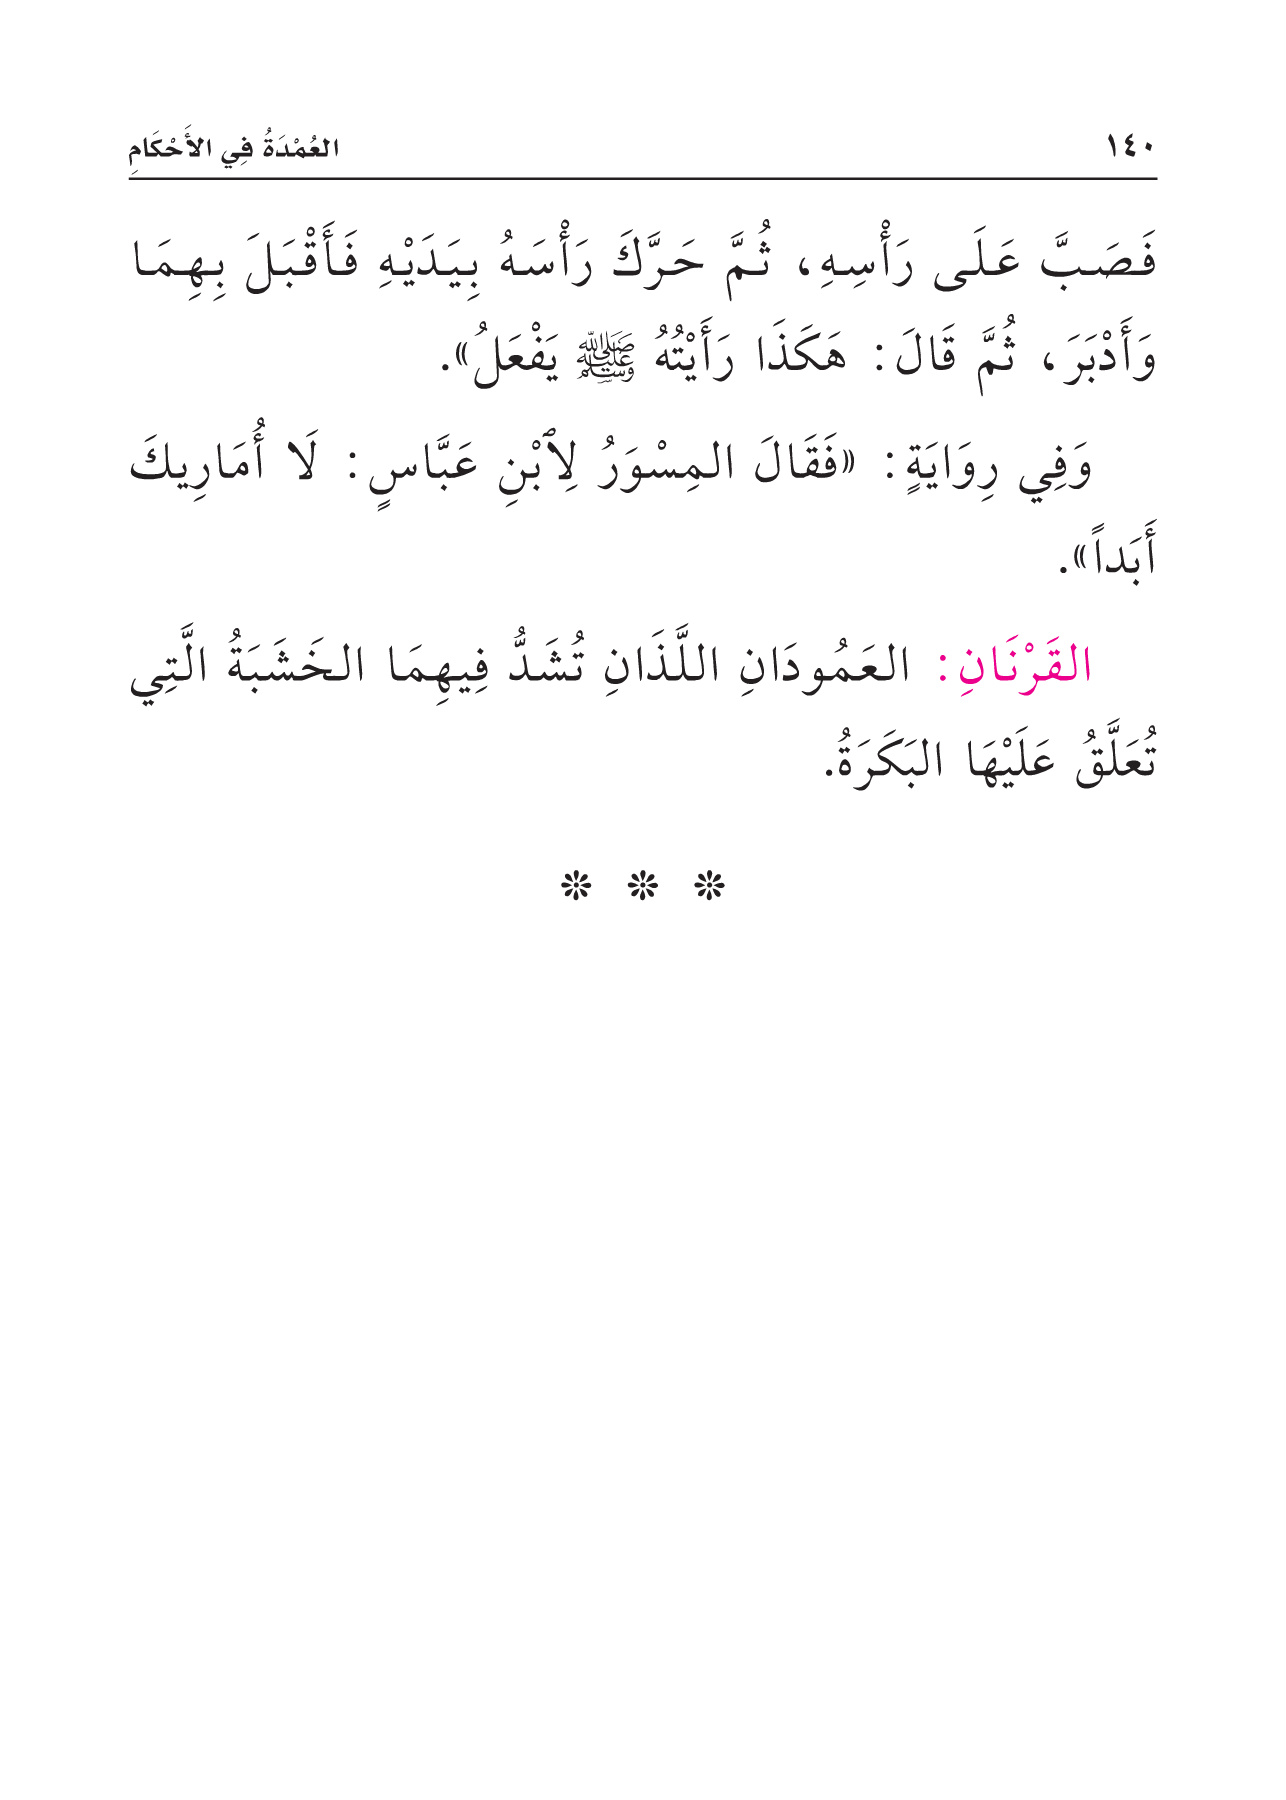 ١٤٠ العُمْدَةُ فِي الأَحْكَامِ
فَصَبَّ عَلَى رَأْسِهِ، ثُمَّ حَرَّكَ رَأْسَهُ بِيَدَيْهِ فَأَقْبَلَ بِهِمَا
وَأَدْبَرَ، ثُمَّ قَالَ: هَكَذَا رَأَيْتُهُ ﷺ يَفْعَلُ».
وَفِي رِوَايَةٍ: «فَقَالَ المِسْوَرُ لِٱبْنِ عَبَّاسٍ: لَا أُمَارِيكَ
أَبَداً».
القَرْنَانِ: العَمُودَانِ اللَّذَانِ تُشَدُّ فِيهِمَا الخَشَبَةُ الَّتِي
تُعَلَّقُ عَلَيْهَا البَكَرَةُ.